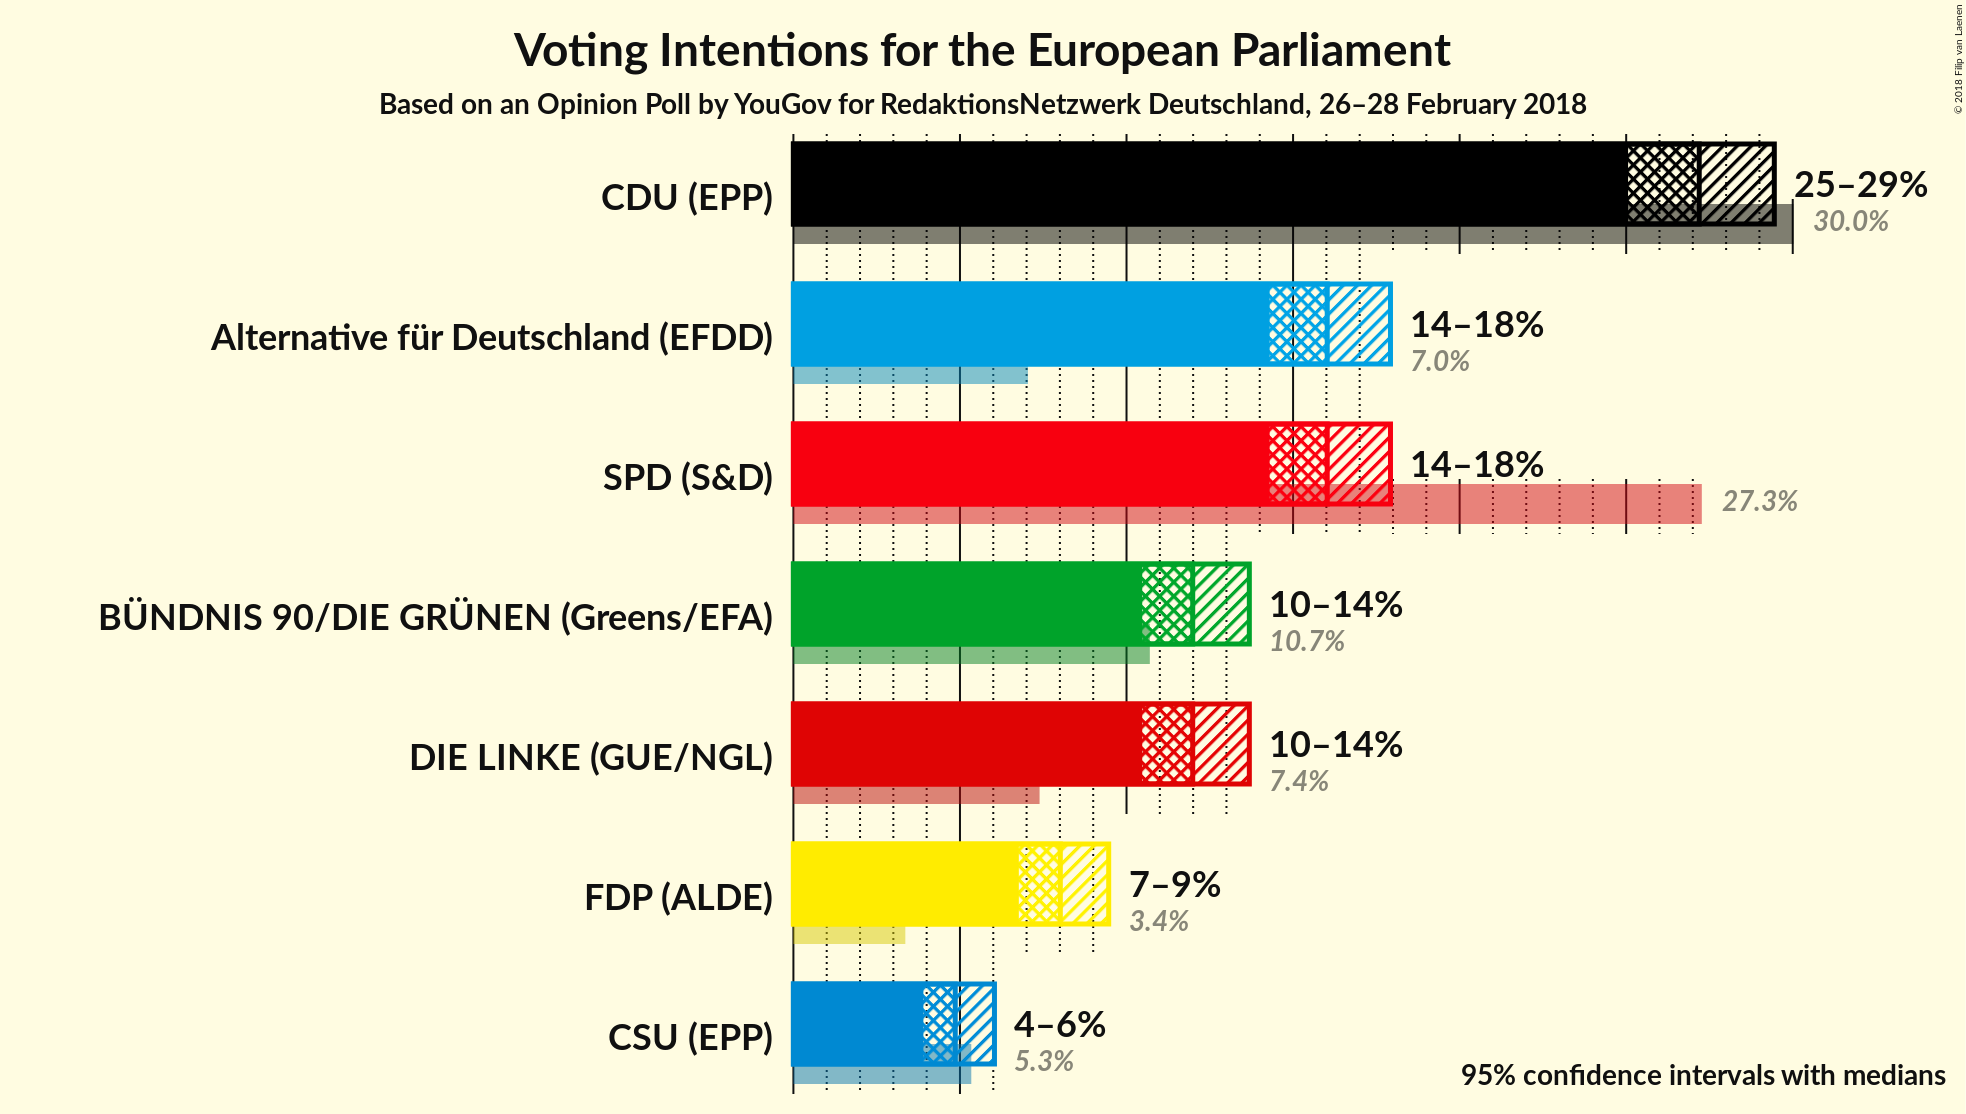 Voting Intentions for the European Parliament
Based on an Opinion Poll by YouGov for RedaktionsNetzwerk Deutschland, 26–28 February 2018
© 2018 Filip van Laenen
CDU (EPP)
25–29%
30.0%
Alternative für Deutschland (EFDD)
14–18%
7.0%
SPD (S&D)
14–18%
27.3%
BÜNDNIS 90/DIE GRÜNEN (Greens/EFA)
10–14%
10.7%
DIE LINKE (GUE/NGL)
10–14%
7.4%
FDP (ALDE)
7–9%
3.4%
CSU (EPP)
4–6%
5.3%
95% confidence intervals with medians